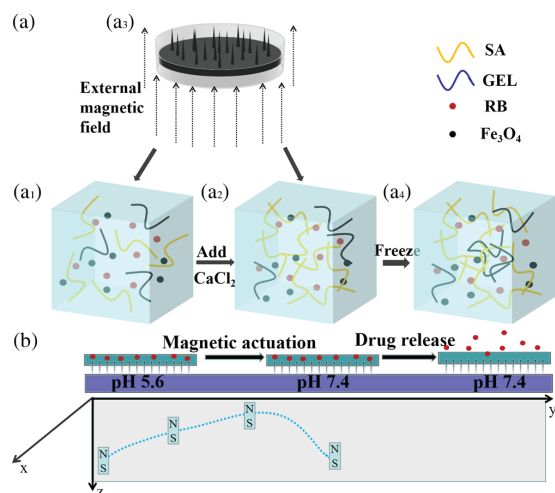 (a)
(a3)
External
magnetic
field
SA
GEL
RB
Fe3O4
(a1)
(a2)
(a4)
Add
CaCl2
Freeze
(b)
Magnetic actuation
Drug release
pH 5.6
pH 7.4
pH 7.4
y
x
z
N
S
N
S
N
S
N
S